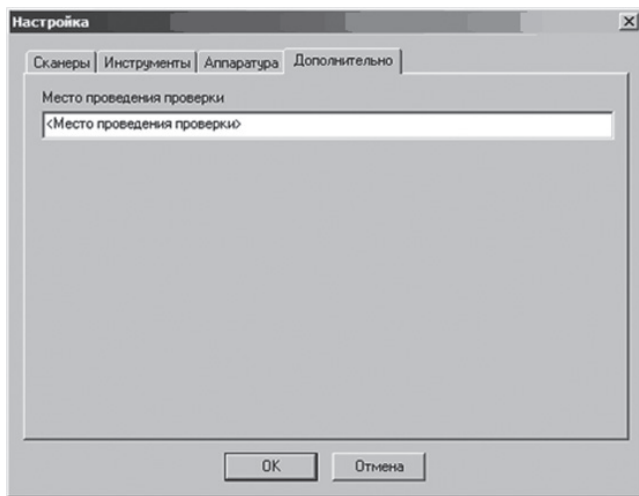 Настройка
Сканеры Инструменты Аппаратура Дополнительно
Место проведения проверки
<Место проведения проверки>
OK Отмена